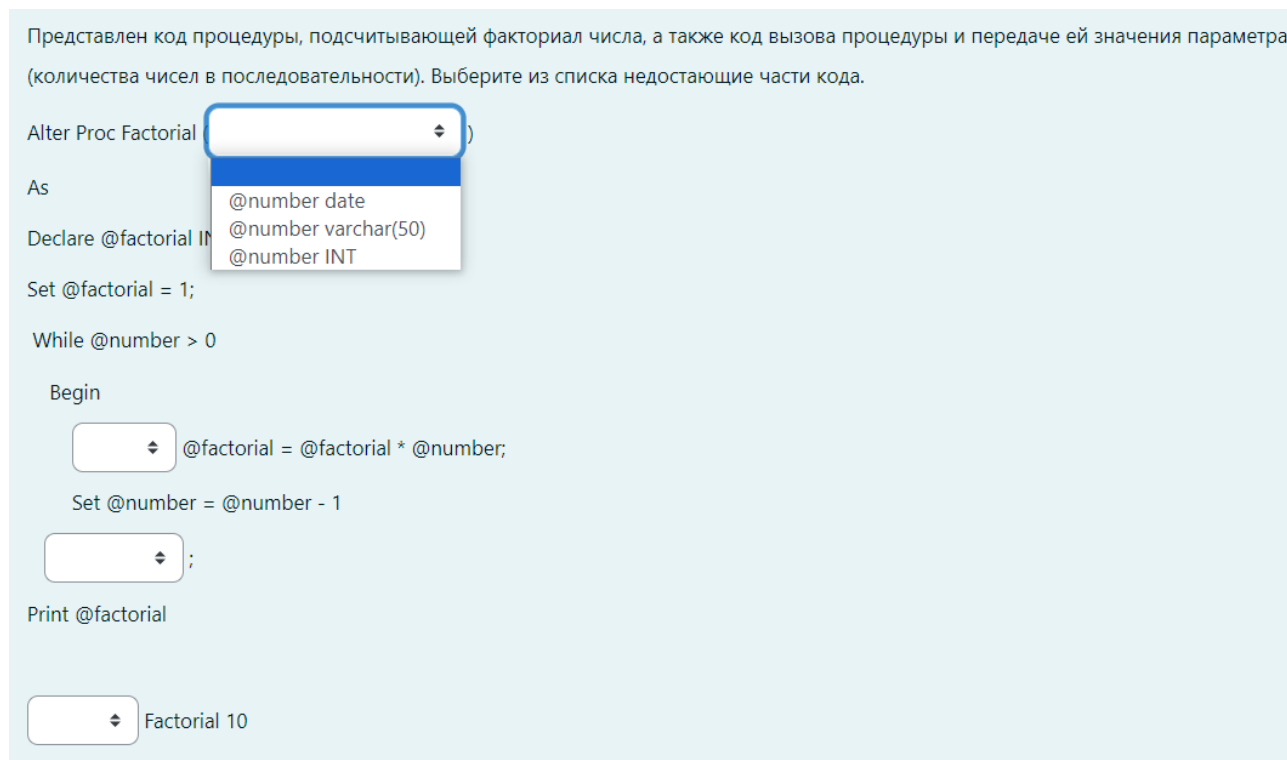 Представлен код процедуры, подсчитывающей факториал числа, а также код вызова процедуры и передаче ей значения параметра
(количества чисел в последовательности). Выберите из списка недостающие части кода.
Alter Proc Factorial ( )
As
@number date
@number varchar(50)
Declare @factorial
@number INT
Set @factorial = 1;
While @number > 0
Begin
@factorial = @factorial * @number;
Set @number = @number - 1
;
Print @factorial
Factorial 10